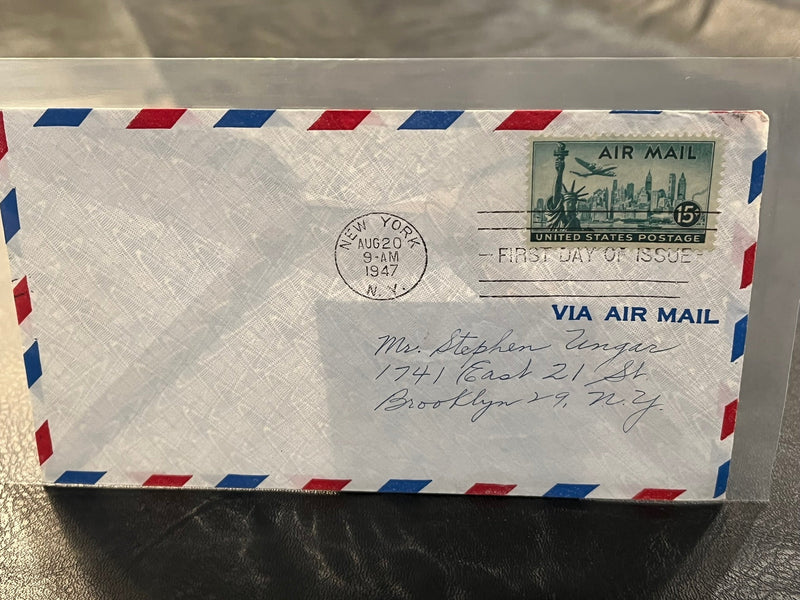 AIR MAIL
15¢
UNITED STATES POSTAGE
NEW YORK
AUG 20
9-AM
1947
N.Y.
FIRST DAY OF ISSUE
VIA AIR MAIL
Mr. Stephen Ungar
1741 East 21 St.
Brooklyn 29, N.Y.